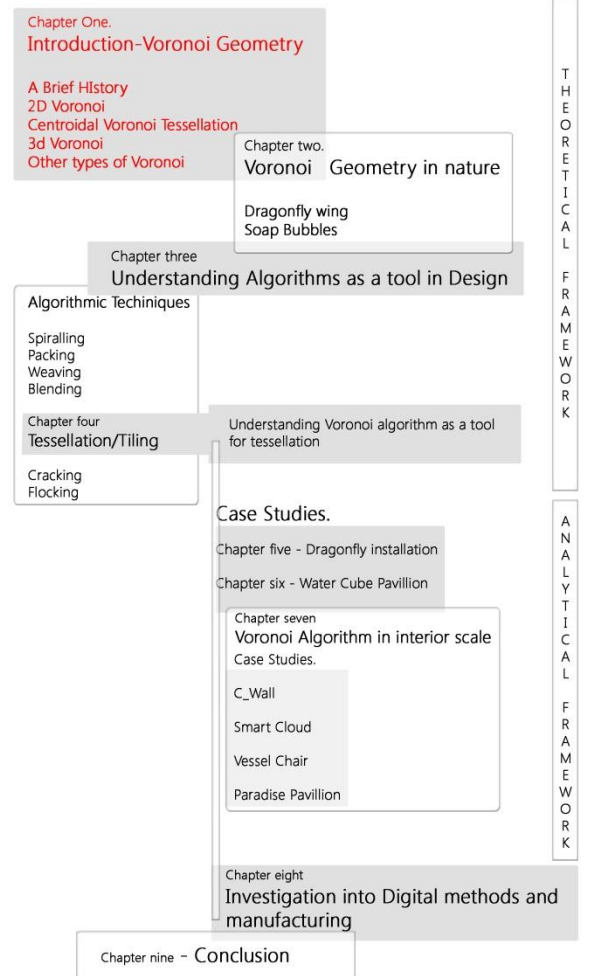 Chapter One.
Introduction-Voronoi Geometry
A Brief HIstory
2D Voronoi
Centroidal Voronoi Tessellation
3d Voronoi
Other types of Voronoi
Chapter two.
Voronoi Geometry in nature
Dragonfly wing
Soap Bubbles
Chapter three
Understanding Algorithms as a tool in Design
Algorithmic Techiniques
Spiralling
Packing
Weaving
Blending
Chapter four
Tessellation/Tiling
Understanding Voronoi algorithm as a tool
for tessellation
Cracking
Flocking
Case Studies.
Chapter five - Dragonfly installation
Chapter six - Water Cube Pavillion
Chapter seven
Voronoi Algorithm in interior scale
Case Studies.
C_Wall
Smart Cloud
Vessel Chair
Paradise Pavillion
Chapter eight
Investigation into Digital methods and
manufacturing
Chapter nine - Conclusion
THEORETICAL FRAMEWORK
ANALYTICAL FRAMEWORK